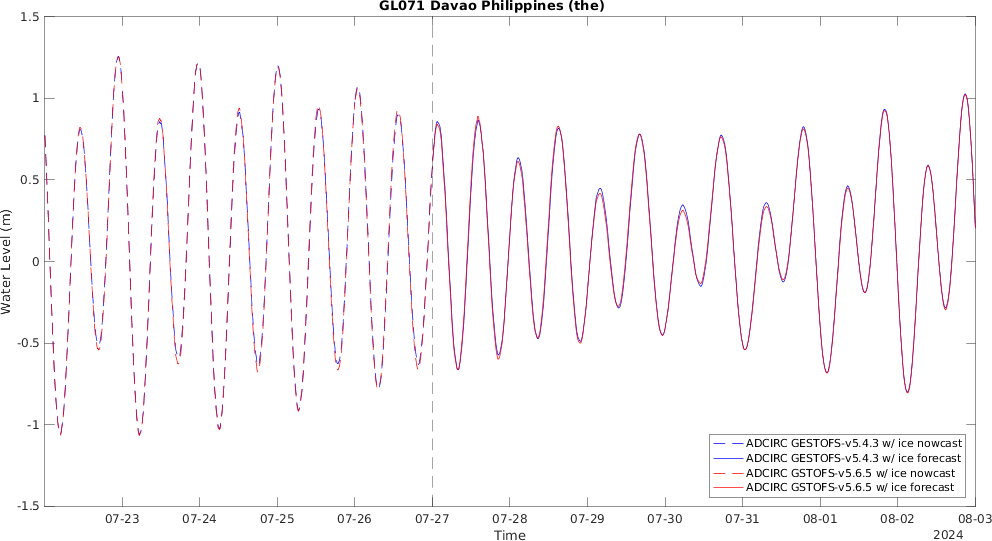 GL071 Davao Philippines (the)
1.5
1
0.5
0
-0.5
-1
-1.5
Water Level (m)
ADCIRC GESTOFS-v5.4.3 w/ ice nowcast
ADCIRC GESTOFS-v5.4.3 w/ ice forecast
ADCIRC GSTOFS-v5.6.5 w/ ice nowcast
ADCIRC GSTOFS-v5.6.5 w/ ice forecast
07-23 07-24 07-25 07-26 07-27 07-28 07-29 07-30 07-31 08-01 08-02 08-03
Time
2024